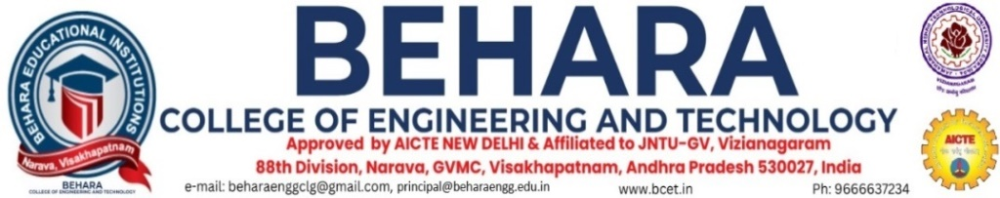 BEHARA EDUCATIONAL INSTITUTIONS
Narava, Visakhapatnam
BEHARA
COLLEGE OF ENGINEERING AND TECHNOLOGY
BEHARA
COLLEGE OF ENGINEERING AND TECHNOLOGY
Approved by AICTE NEW DELHI & Affiliated to JNTU-GV, Vizianagaram
88th Division, Narava, GVMC, Visakhapatnam, Andhra Pradesh 530027, India
e-mail: beharaenggclg@gmail.com, principal@beharaengg.edu.in www.bcet.in Ph: 9666637234
VIZIANAGARAM
AICTE